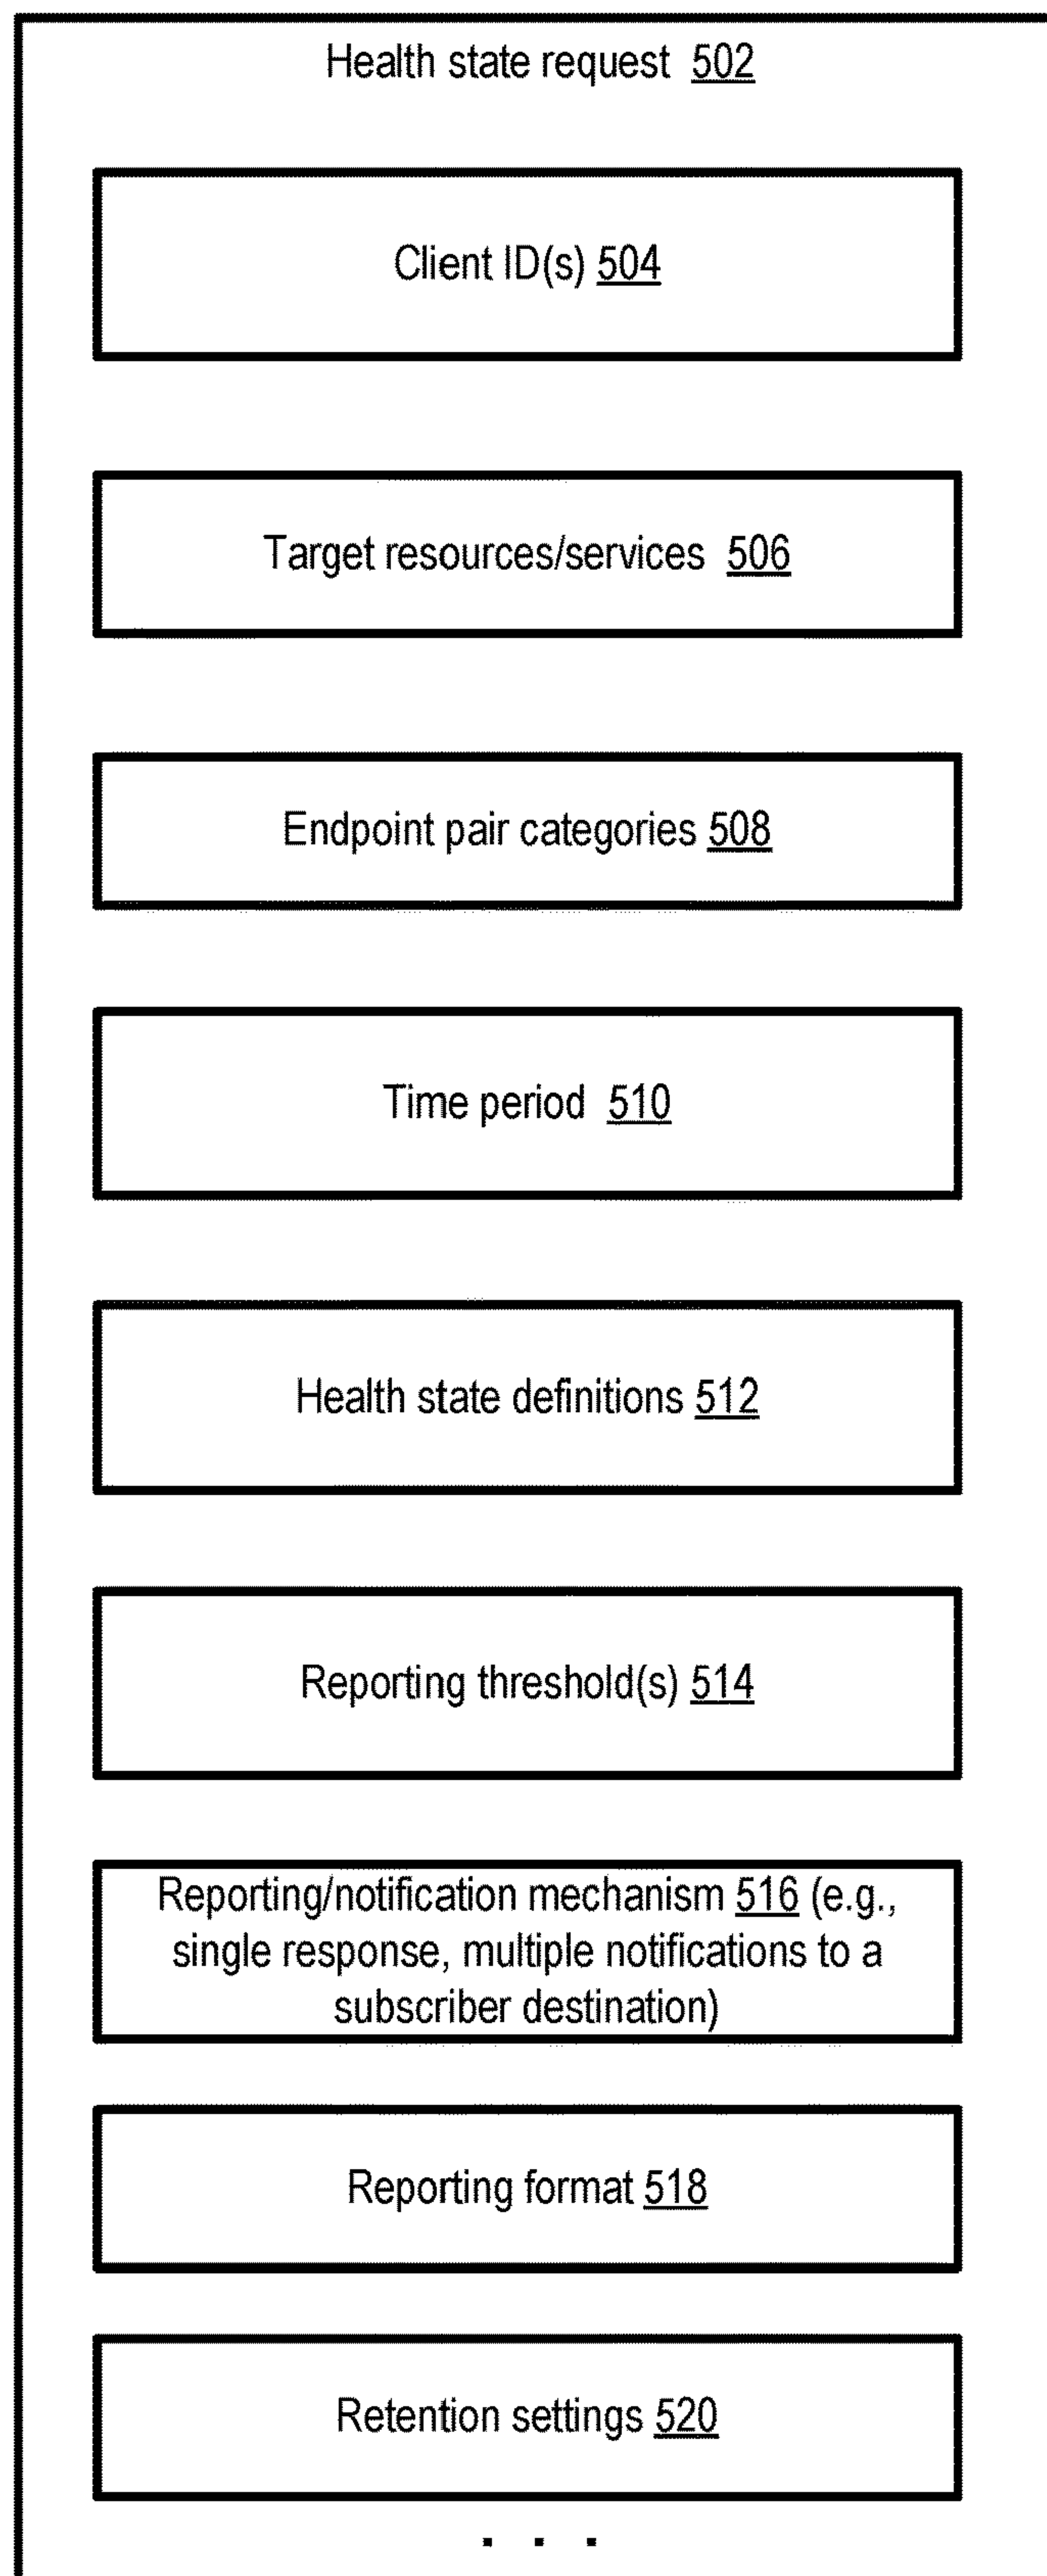 Health state request 502
Client ID(s) 504
Target resources/services 506
Endpoint pair categories 508
Time period 510
Health state definitions 512
Reporting threshold(s) 514
Reporting/notification mechanism 516 (e.g.,
single response, multiple notifications to a
subscriber destination)
Reporting format 518
Retention settings 520
. . .